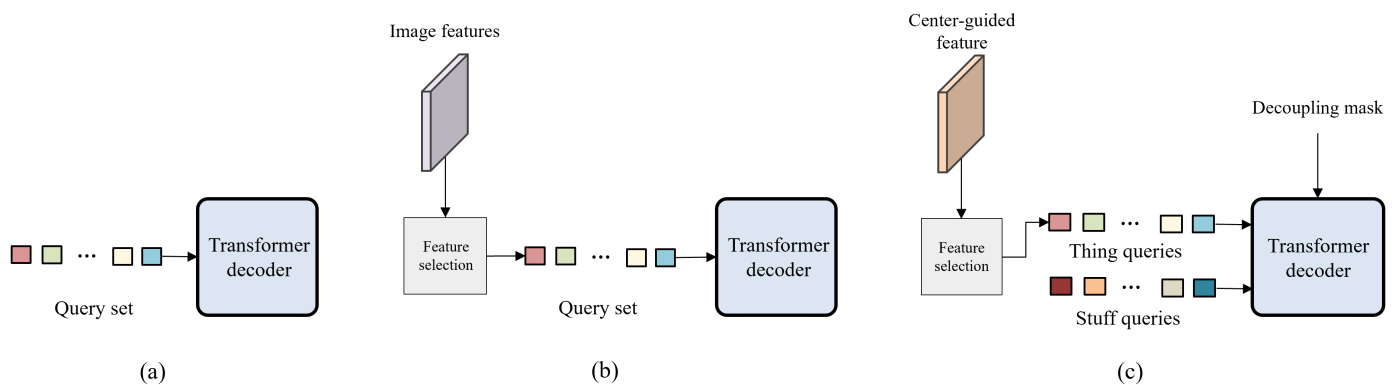 Transformer
decoder
Query set
(a)
Image features
Feature
selection
...
Transformer
decoder
Query set
(b)
Center-guided
feature
Decoupling mask
Feature
selection
...
Thing queries
...
Stuff queries
Transformer
decoder
(c)